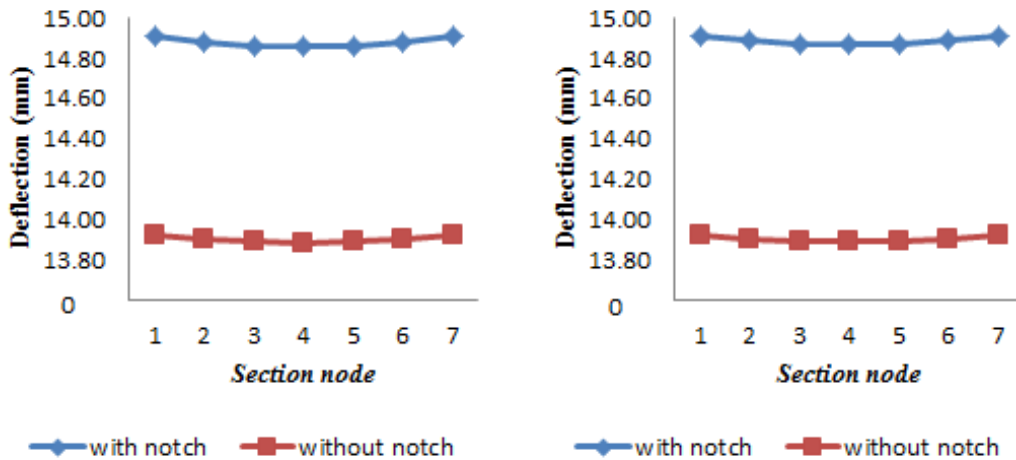 Deflection (mm)
15.00
14.80
14.60
14.40
14.20
14.00
13.80
0
1 2 3 4 5 6 7
Section node
with notch without notch
Deflection (mm)
15.00
14.80
14.60
14.40
14.20
14.00
13.80
0
1 2 3 4 5 6 7
Section node
with notch without notch